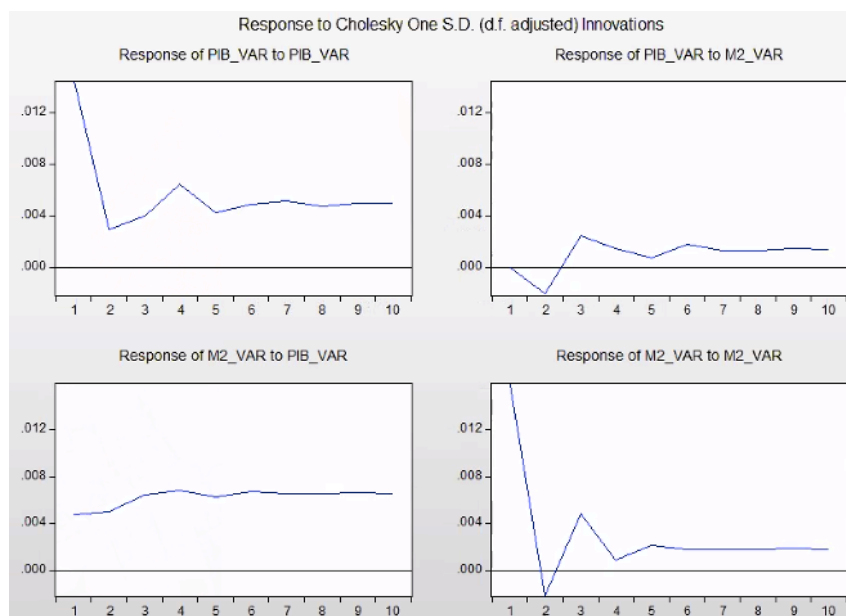 Response to Cholesky One S.D. (d.f. adjusted) Innovations
Response of PIB_VAR to PIB_VAR
.012
.008
.004
.000
1 2 3 4 5 6 7 8 9 10
Response of PIB_VAR to M2_VAR
.012
.008
.004
.000
1 2 3 4 5 6 7 8 9 10
Response of M2_VAR to PIB_VAR
.012
.008
.004
.000
1 2 3 4 5 6 7 8 9 10
Response of M2_VAR to M2_VAR
.012
.008
.004
.000
1 2 3 4 5 6 7 8 9 10